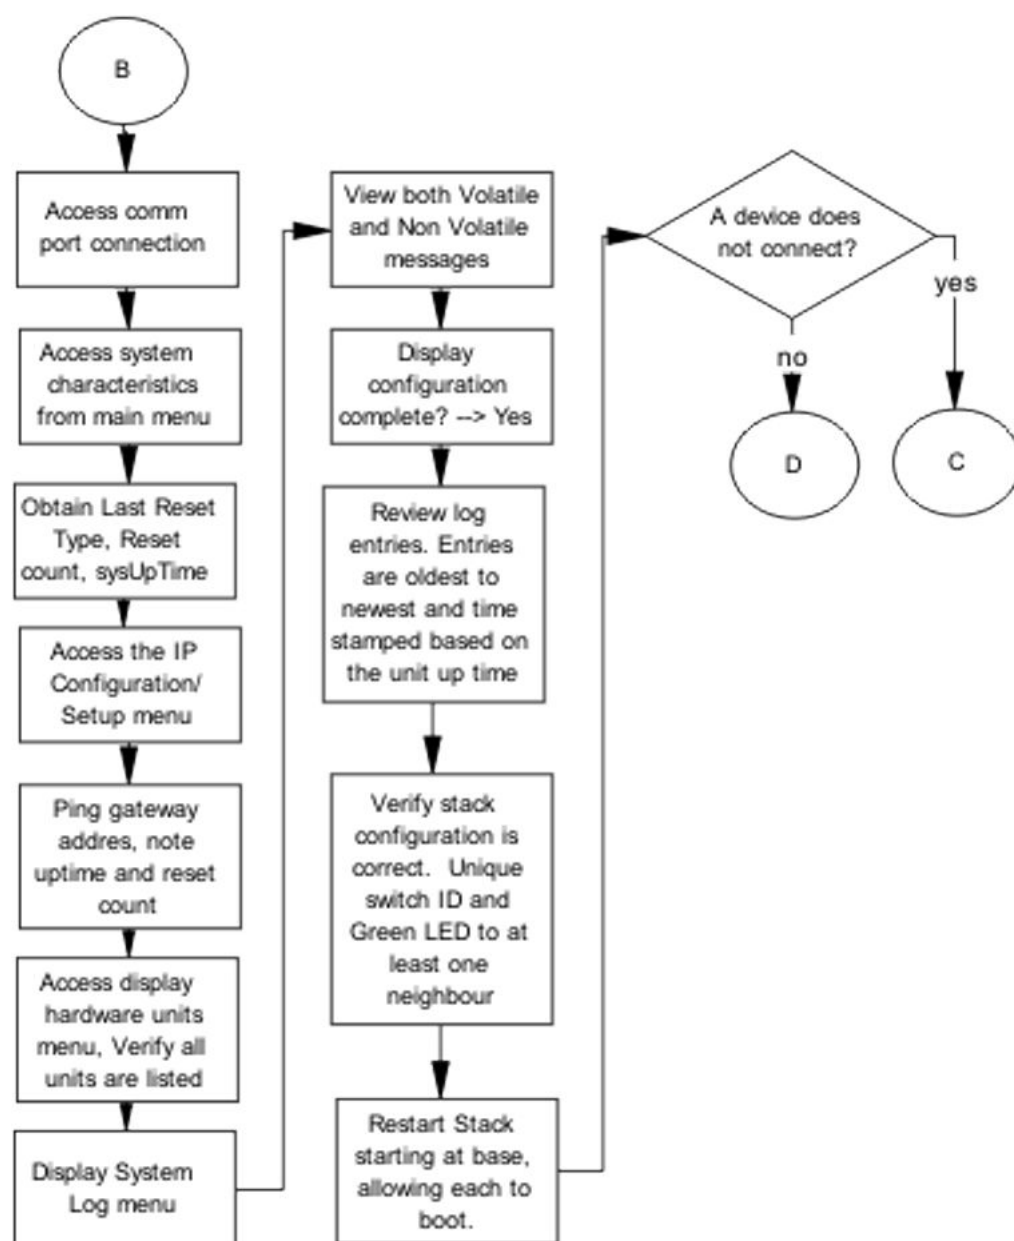 B
Access comm
port connection
Access system
characteristics
from main menu
Obtain Last Reset
Type, Reset
count, sysUpTime
Access the IP
Configuration/
Setup menu
Ping gateway
addres, note
uptime and reset
count
Access display
hardware units
menu, Verify all
units are listed
Display System
Log menu
View both Volatile
and Non Volatile
messages
Display
configuration
complete? --> Yes
Review log
entries. Entries
are oldest to
newest and time
stamped based on
the unit up time
Verify stack
configuration is
correct. Unique
switch ID and
Green LED to at
least one
neighbour
Restart Stack
starting at base,
allowing each to
boot.
A device does
not connect?
yes
no
D
C